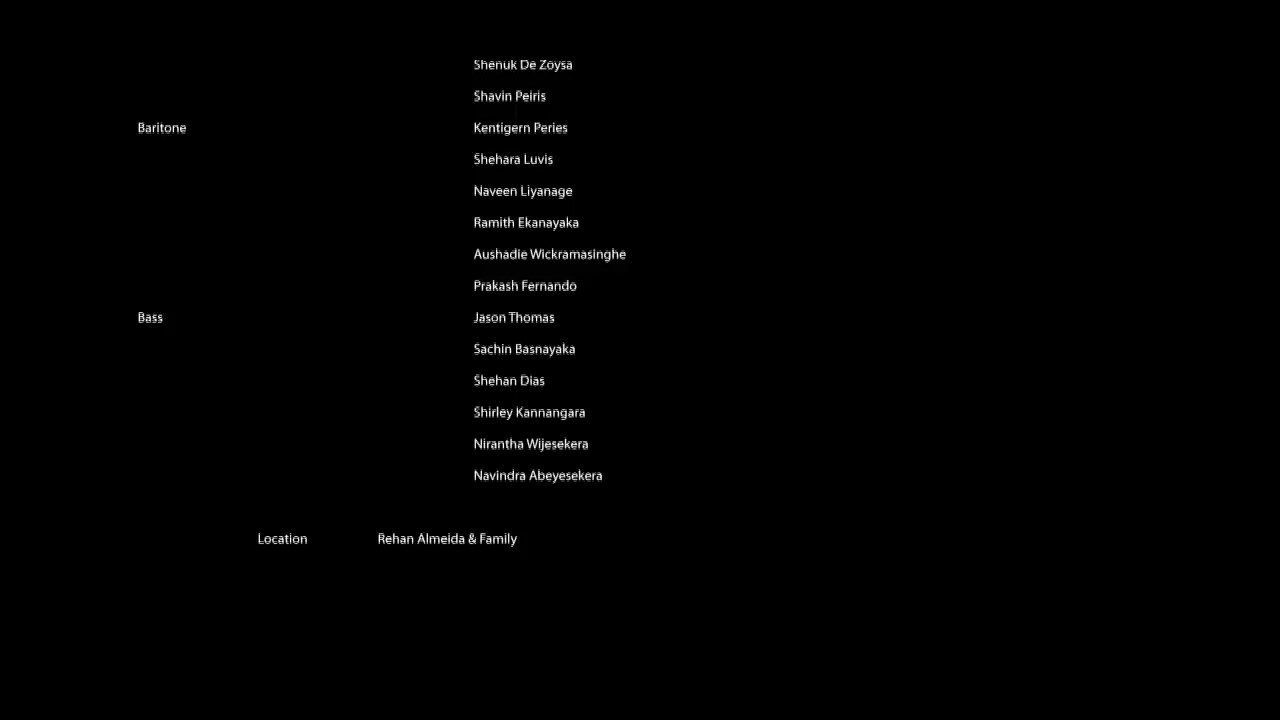 Shenuk De Zoysa
Shavin Peiris
Baritone Kentigern Peries
Shehara Luvis
Naveen Liyanage
Ramith Ekanayaka
Aushadie Wickramasinghe
Prakash Fernando
Bass Jason Thomas
Sachin Basnayaka
Shehan Dias
Shirley Kannangara
Nirantha Wijesekera
Navindra Abeyesekera
Location Rehan Almeida & Family